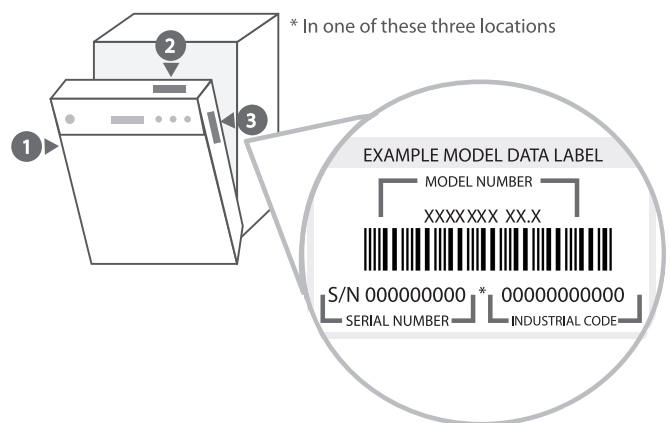 * In one of these three locations
2
3
1
EXAMPLE MODEL DATA LABEL
MODEL NUMBER
XXXXXXX XX.X
S/N 000000000 * 00000000000
SERIAL NUMBER INDUSTRIAL CODE